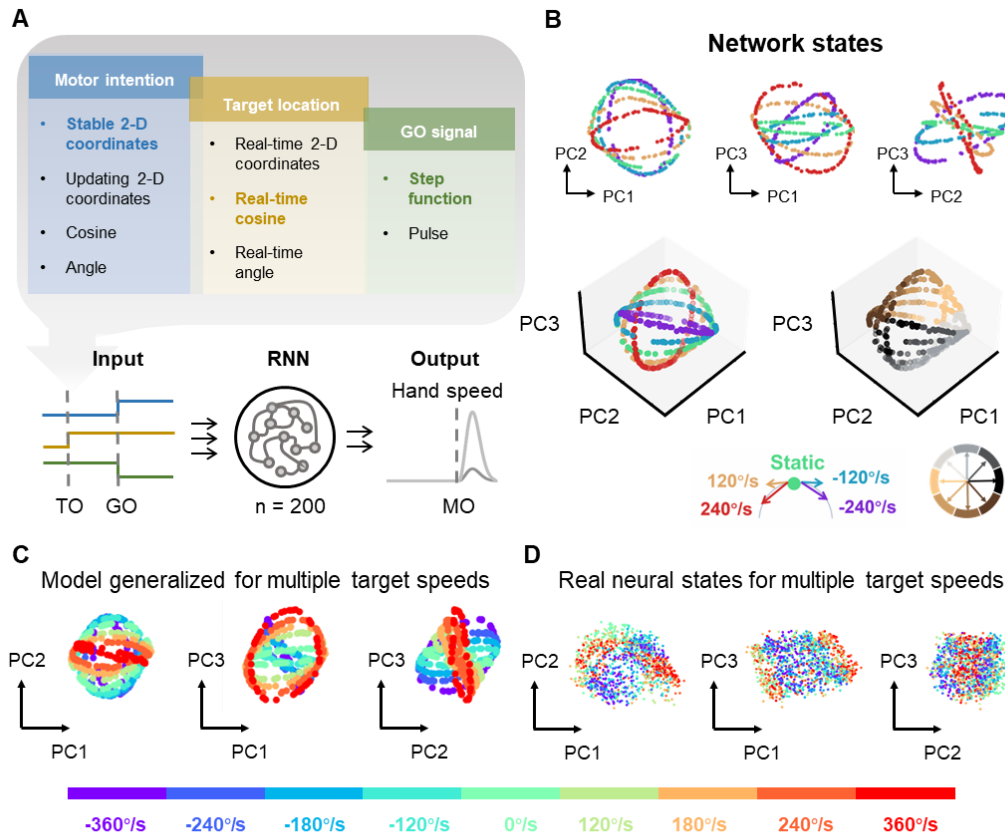 A
Motor intention
• Stable 2-D
coordinates
• Updating 2-D
coordinates
• Cosine
• Angle
Target location
• Real-time 2-D
coordinates
• Real-time
cosine
• Real-time
angle
GO signal
• Step
function
• Pulse
Input
RNN
Output
Hand speed
TO
GO
n = 200
MO
B
Network states
PC2
PC1
PC3
PC1
PC3
PC2
PC3
PC2
PC1
PC3
PC2
PC1
Static
120°/s
-120°/s
240°/s
-240°/s
C
Model generalized for multiple target speeds
PC2
PC1
PC3
PC1
PC3
PC2
D
Real neural states for multiple target speeds
PC2
PC1
PC3
PC1
PC3
PC2
-360°/s
-240°/s
-180°/s
-120°/s
0°/s
120°/s
180°/s
240°/s
360°/s